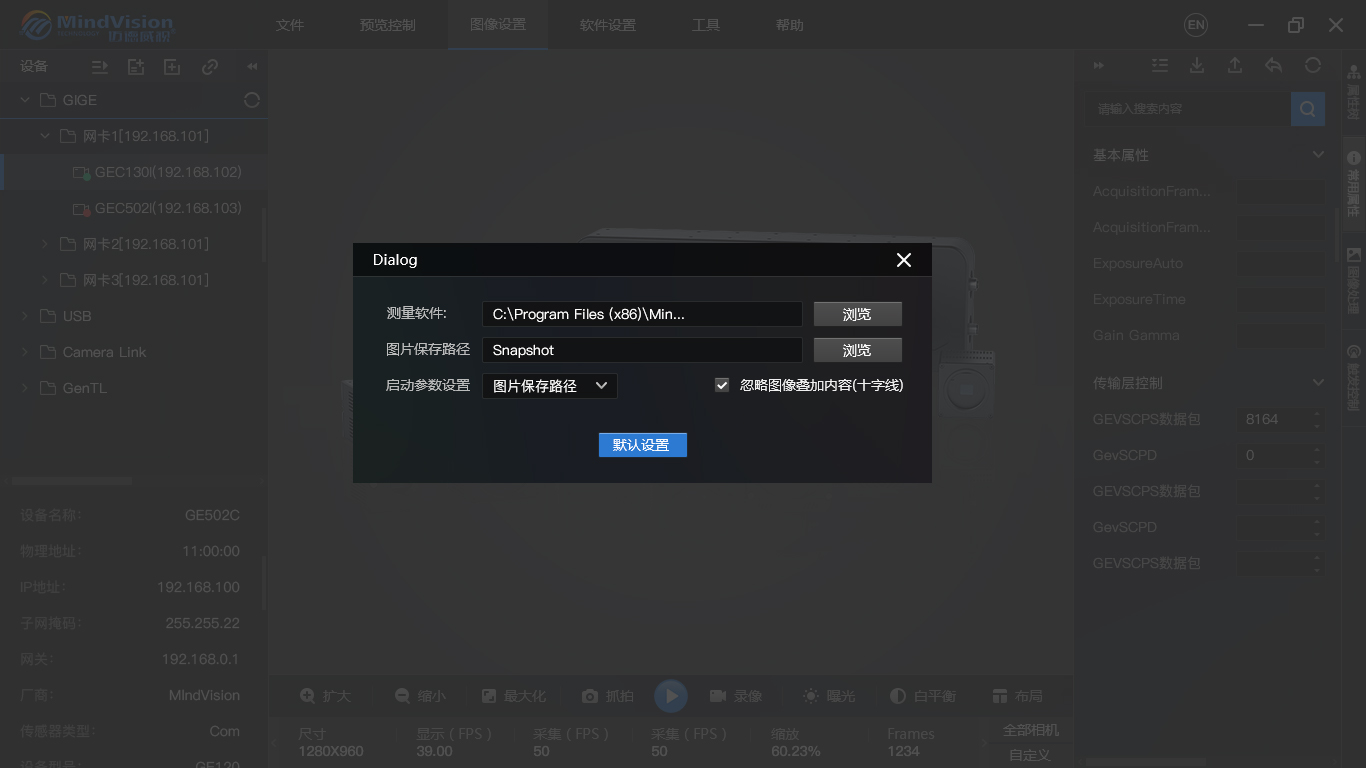 MindVision
文件
预览控制
图像设置
软件设置
工具
帮助
EN
设备
GIGE
网卡1[192.168.101]
GEC130I(192.168.102)
GEC502I(192.168.103)
网卡2[192.168.101]
网卡3[192.168.101]
USB
Camera Link
GenTL
设备名称: GE502C
物理地址: 11:00:00
IP地址: 192.168.100
子网掩码: 255.255.22
网关: 192.168.0.1
厂商: MIndVision
传感器类型: Com
设备型号: GE120
Dialog
测量软件: C:\Program Files (x86)\Min... 浏览
图片保存路径 Snapshot 浏览
启动参数设置 图片保存路径 忽略图像叠加内容(十字线)
默认设置
扩大
缩小
最大化
抓拍
录像
曝光
白平衡
布局
尺寸
1280X960
显示（FPS）
39.00
采集（FPS）
50
采集（FPS）
50
缩放
60.23%
Frames
1234
全部相机
自定义
请输入搜索内容
基本属性
AcquisitionFram...
AcquisitionFram...
ExposureAuto
ExposureTime
Gain Gamma
传输层控制
GEVSCPS数据包 8164
GevSCPD 0
GEVSCPS数据包
GevSCPD
GEVSCPS数据包
属性树
常用属性
图像处理
触发控制